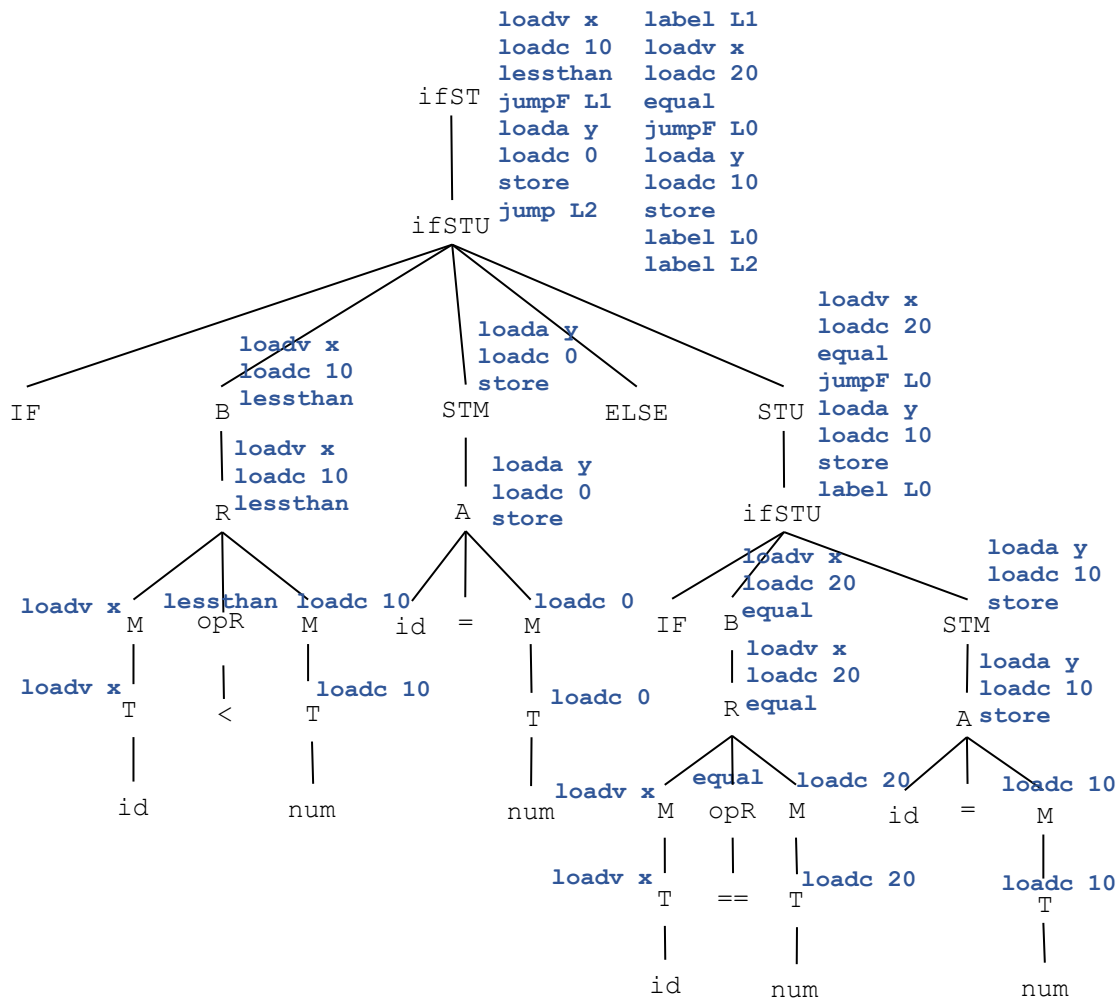 loadv x label L1
loadc 10 loadv x
lessthan loadc 20
ifST jumpF L1 equal
loada y jumpF L0
loadc 0 loada y
store loadc 10
jump L2 store
ifSTU label L0
label L2
loadv x
loadc 20
equal
jumpF L0
loada y
loadc 10
store
label L0
loadv x
loadc 10
lessthan
loada y
loadc 0
store
IF B STM ELSE STU
loadv x
loadc 10
lessthan
R
loada y
loadc 0
store
A
ifSTU
loadv x
loadc 20
equal
loada y
loadc 10
store
loadv x lessthan loadc 10 loadc 0
M opR M id = M IF B STM
loadv x
loadc 20
equal
loada y
loadc 10
store
loadv x loadc 10 loadc 0
T < T T R A
id num num
loadv x equal loadc 20 loadc 10
M opR M id = M
loadv x loadc 20 loadc 10
T == T T
id num num